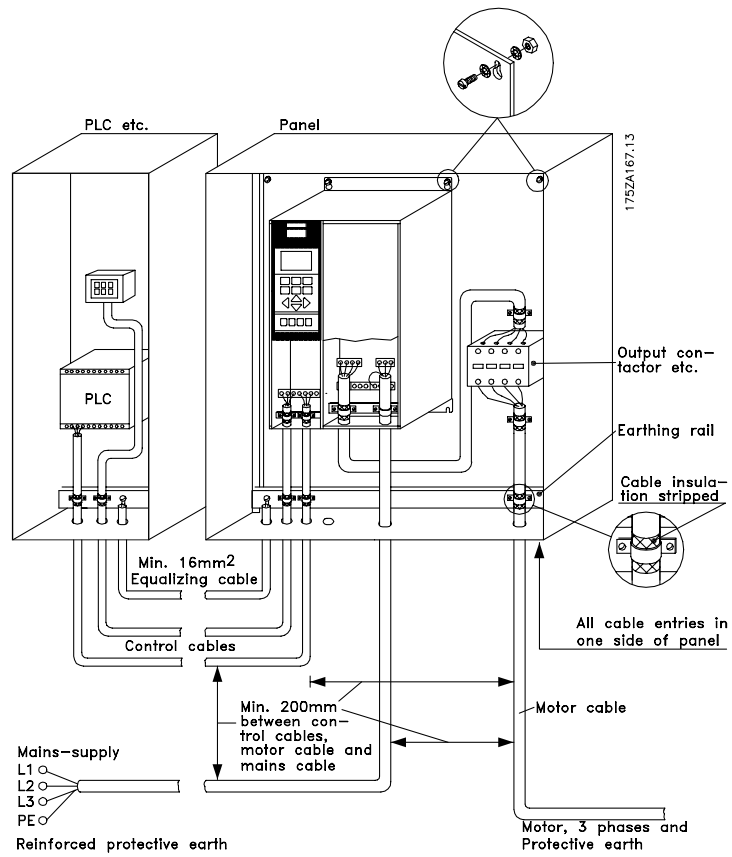 PLC etc.
Panel
175ZA167.13
Output con-
tactor etc.
PLC
Earthing rail
Cable insula-
tion stripped
Min. 16mm2
Equalizing cable
All cable entries in
one side of panel
Control cables
Min. 200mm
between con-
trol cables,
motor cable and
mains cable
Motor cable
Mains-supply
L1
L2
L3
PE
Reinforced protective earth
Motor, 3 phases and
Protective earth